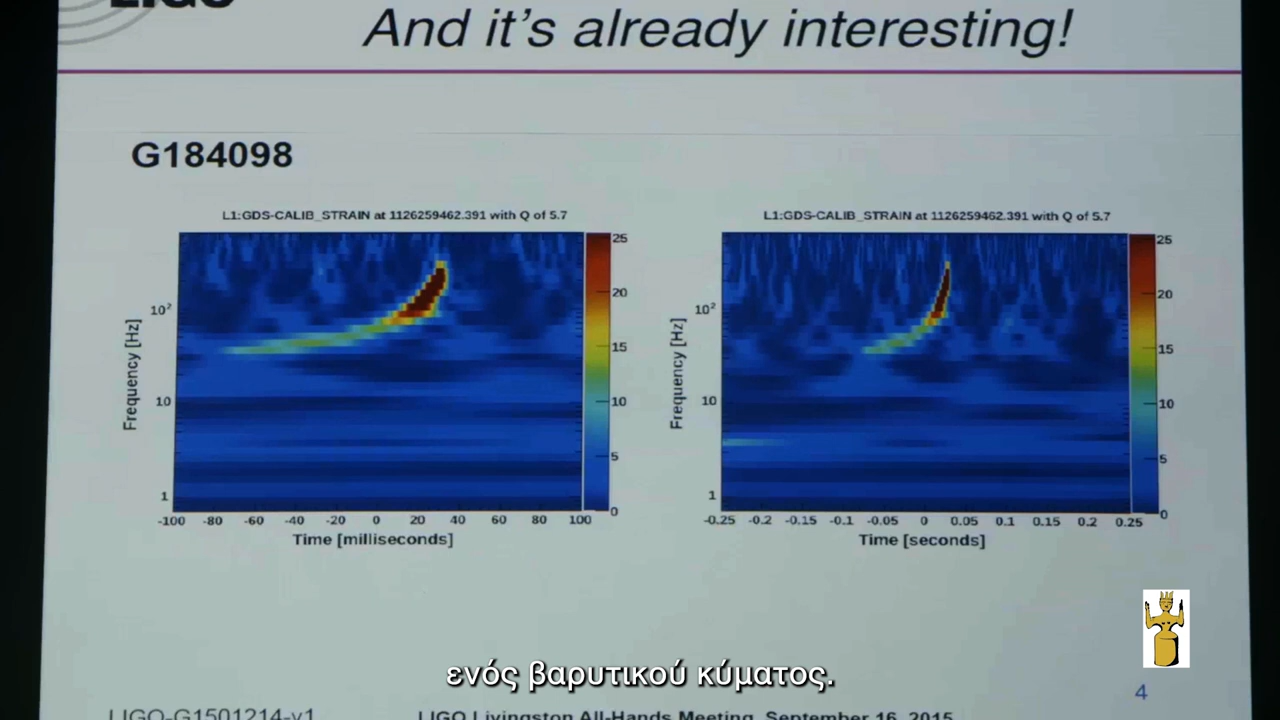 LIGO
And it's already interesting!
G184098
L1:GDS-CALIB_STRAIN at 1126259462.391 with Q of 5.7
Frequency [Hz]
10²
10
1
-100 -80 -60 -40 -20 0 20 40 60 80 100
Time [milliseconds]
25
20
15
10
5
0
L1:GDS-CALIB_STRAIN at 1126259462.391 with Q of 5.7
Frequency [Hz]
10²
10
1
-0.25 -0.2 -0.15 -0.1 -0.05 0 0.05 0.1 0.15 0.2 0.25
Time [seconds]
25
20
15
10
5
0
ενός βαρυτικού κύματος.
4
LIGO-G1501214-v1
LIGO Livingston All-Hands Meeting, September 16, 2015